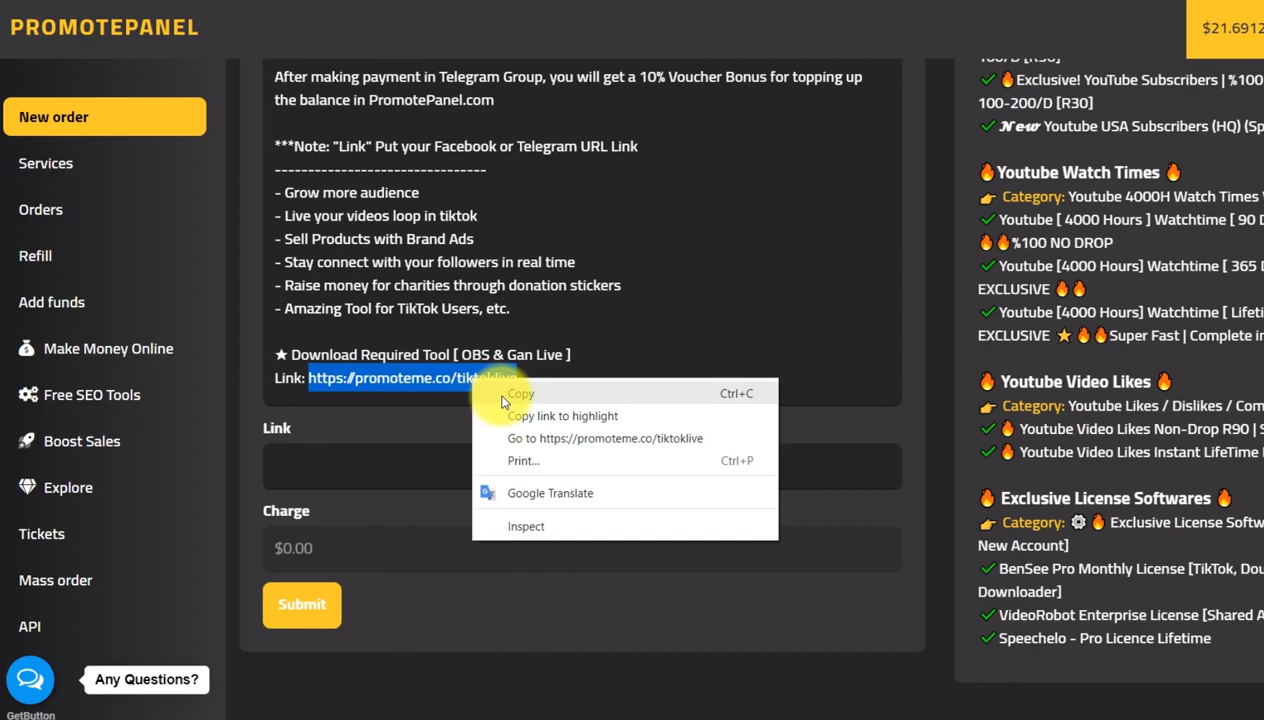 PROMOTEPANEL
$21.6912
New order
Services
Orders
Refill
Add funds
Make Money Online
Free SEO Tools
Boost Sales
Explore
Tickets
Mass order
API
Any Questions?
GetButton
After making payment in Telegram Group, you will get a 10% Voucher Bonus for topping up
the balance in PromotePanel.com
***Note: "Link" Put your Facebook or Telegram URL Link
--------------------------------
- Grow more audience
- Live your videos loop in tiktok
- Sell Products with Brand Ads
- Stay connect with your followers in real time
- Raise money for charities through donation stickers
- Amazing Tool for TikTok Users, etc.
★ Download Required Tool [ OBS & Gan Live ]
Link: https://promoteme.co/tiktoklive
Copy Ctrl+C
Copy link to highlight
Go to https://promoteme.co/tiktoklive
Print... Ctrl+P
Google Translate
Inspect
Link
Charge
$0.00
Submit
100/D [R30]
✓🔥Exclusive! YouTube Subscribers | %100
100-200/D [R30]
✓𝑵𝒆𝒘 Youtube USA Subscribers (HQ) (Sp
🔥Youtube Watch Times 🔥
👉 Category: Youtube 4000H Watch Times
✓Youtube [ 4000 Hours ] Watchtime [ 90 D
🔥🔥%100 NO DROP
✓Youtube [4000 Hours] Watchtime [ 365 D
EXCLUSIVE 🔥🔥
✓Youtube [4000 Hours] Watchtime [ Lifeti
EXCLUSIVE ⭐🔥🔥Super Fast | Complete in
🔥 Youtube Video Likes 🔥
👉 Category: Youtube Likes / Dislikes / Com
✓🔥 Youtube Video Likes Non-Drop R90 | S
✓🔥 Youtube Video Likes Instant LifeTime
🔥 Exclusive License Softwares 🔥
👉 Category: ⚙️🔥 Exclusive License Softw
New Account]
✓BenSee Pro Monthly License [TikTok, Dou
Downloader]
✓VideoRobot Enterprise License [Shared A
✓Speechelo - Pro Licence Lifetime